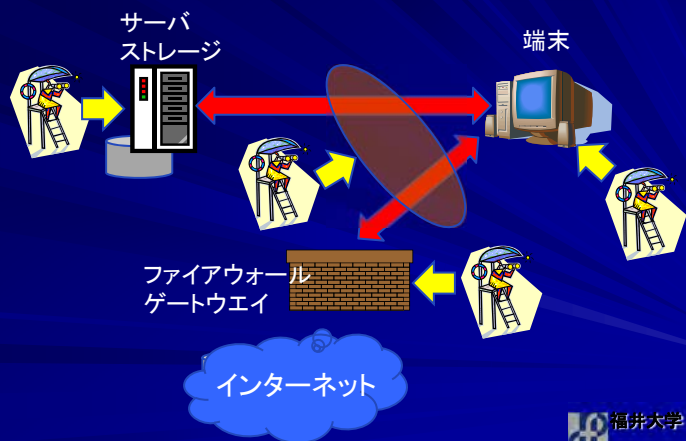 サーバ
ストレージ
端末
ファイアウォール
ゲートウエイ
インターネット
福井大学